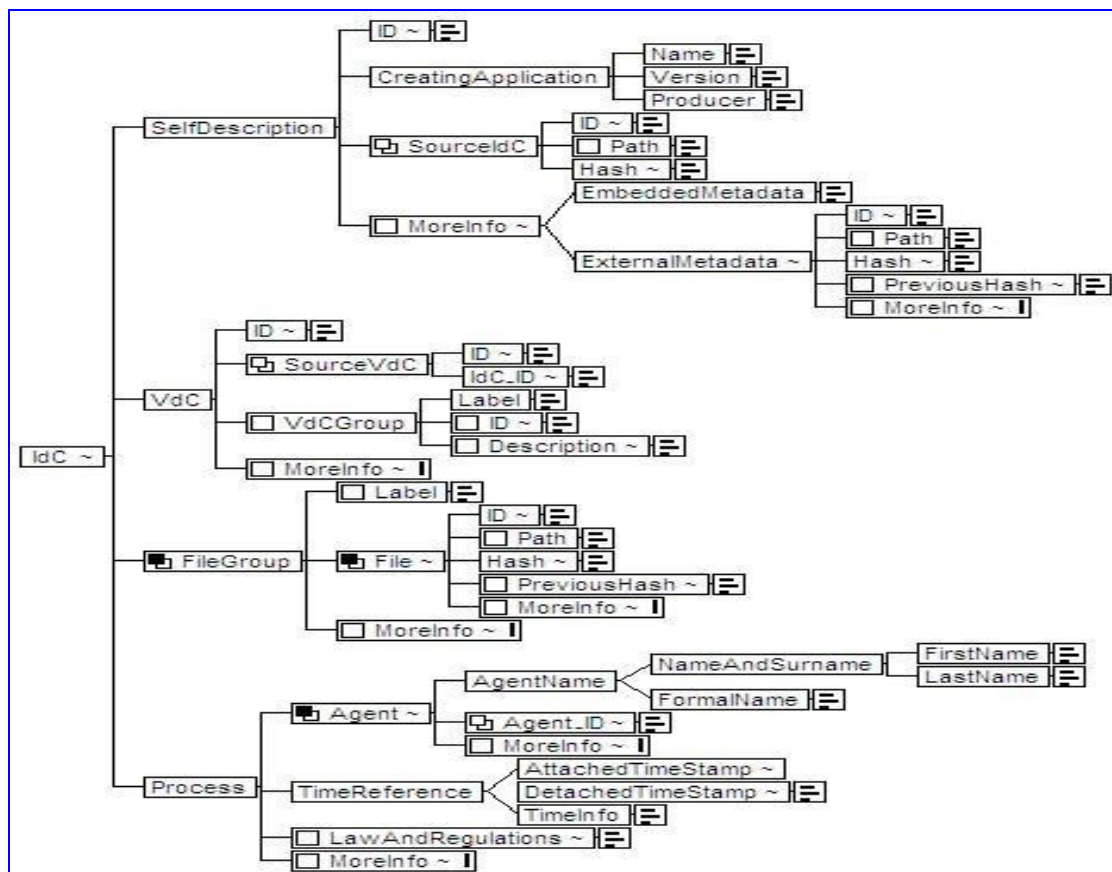 ID ~
CreatingApplication
Name
Version
Producer
SelfDescription
SourceIdC
ID ~
Path
Hash ~
MoreInfo ~
EmbeddedMetadata
ExternalMetadata ~
ID ~
Path
Hash ~
PreviousHash ~
MoreInfo ~
VdC
ID ~
SourceVdC
ID ~
IdC_ID ~
VdCGroup
Label
ID ~
Description ~
MoreInfo ~
IdC ~
FileGroup
Label
File ~
ID ~
Path
Hash ~
PreviousHash ~
MoreInfo ~
MoreInfo ~
Process
Agent ~
AgentName
NameAndSurname
FirstName
LastName
FormalName
Agent_ID ~
MoreInfo ~
TimeReference
AttachedTimeStamp ~
DetachedTimeStamp ~
TimeInfo
LawAndRegulations ~
MoreInfo ~